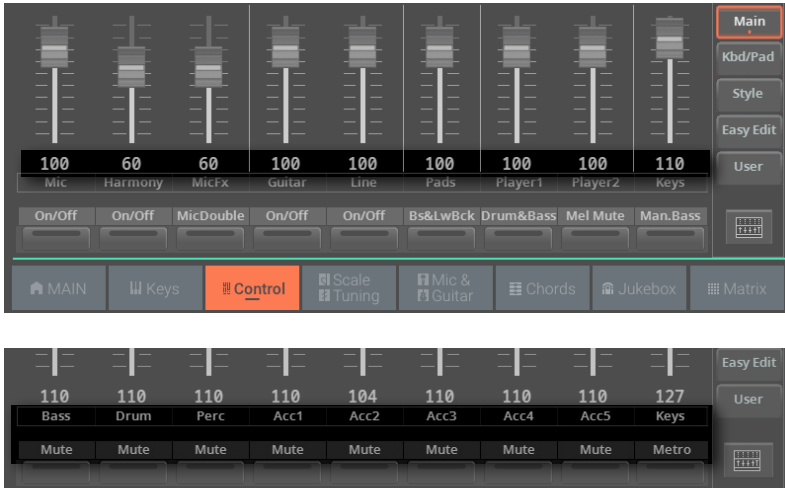 Main
Kbd/Pad
Style
Easy Edit
100 60 60 100 100 100 100 100 110 User
Mic Harmony MicFx Guitar Line Pads Player1 Player2 Keys
On/Off On/Off MicDouble On/Off On/Off Bs&LwBck Drum&Bass Mel Mute Man.Bass
MAIN Keys Control Scale Tuning Mic & Guitar Chords Jukebox Matrix
Easy Edit
110 110 110 110 104 110 110 110 127 User
Bass Drum Perc Acc1 Acc2 Acc3 Acc4 Acc5 Keys
Mute Mute Mute Mute Mute Mute Mute Mute Metro